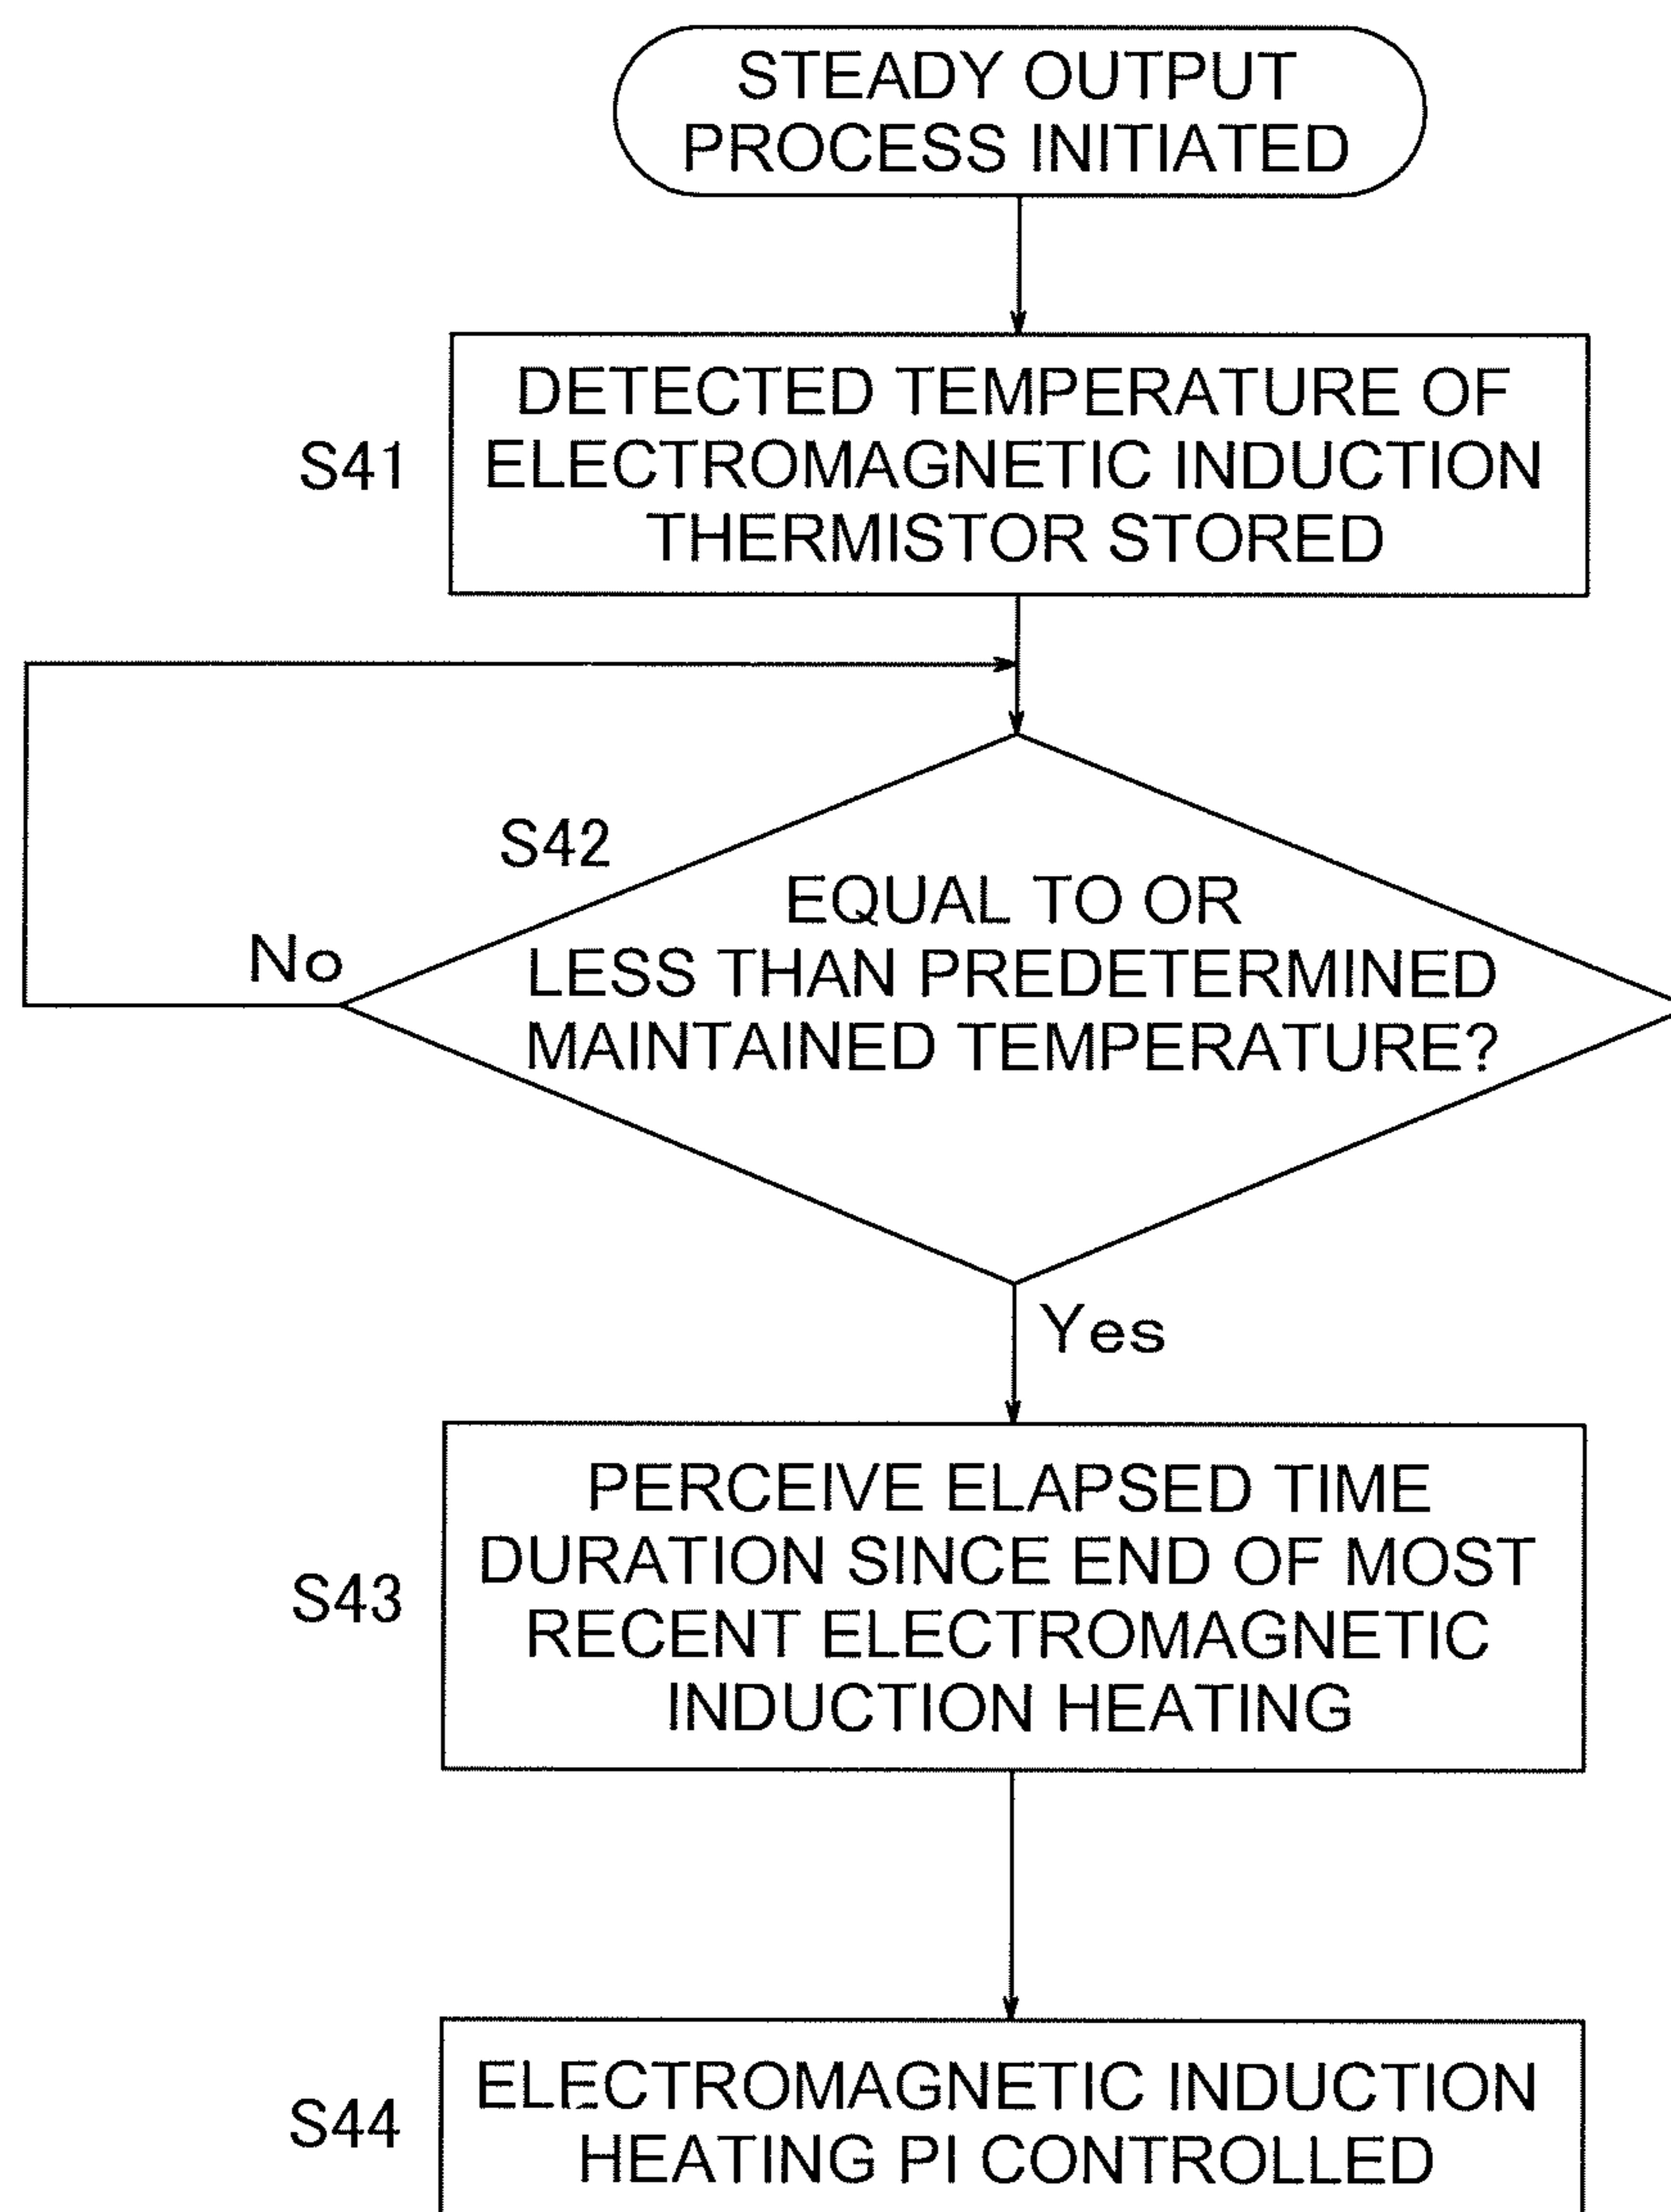 STEADY OUTPUT
PROCESS INITIATED
S41
DETECTED TEMPERATURE OF
ELECTROMAGNETIC INDUCTION
THERMISTOR STORED
S42
EQUAL TO OR
LESS THAN PREDETERMINED
MAINTAINED TEMPERATURE?
No
Yes
S43
PERCEIVE ELAPSED TIME
DURATION SINCE END OF MOST
RECENT ELECTROMAGNETIC
INDUCTION HEATING
S44
ELECTROMAGNETIC INDUCTION
HEATING PI CONTROLLED